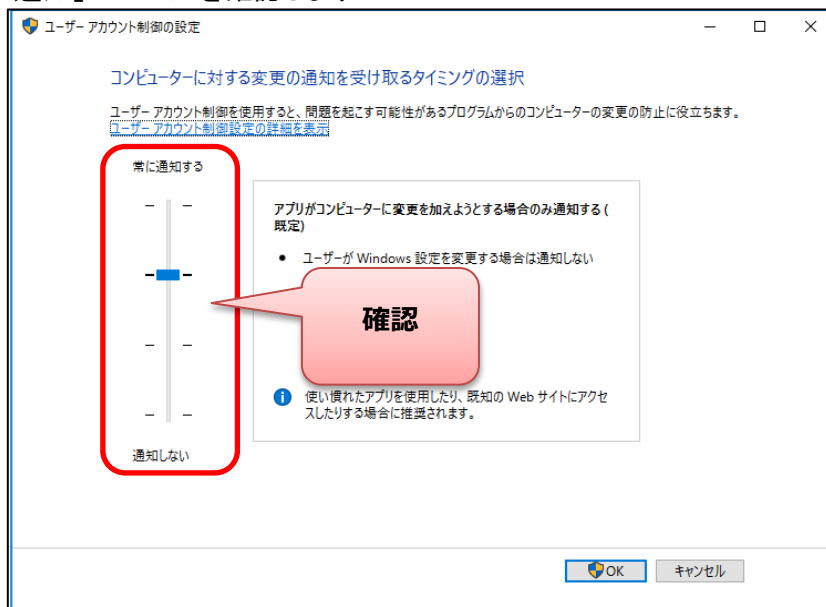 ユーザー アカウント制御の設定
コンピューターに対する変更の通知を受け取るタイミングの選択
ユーザー アカウント制御を使用すると、問題を起こす可能性があるプログラムからのコンピューターの変更の防止に役立ちます。
ユーザー アカウント制御設定の詳細を表示
常に通知する
アプリがコンピューターに変更を加えようとする場合のみ通知する (
既定)
• ユーザーが Windows 設定を変更する場合は通知しない
確認
使い慣れたアプリを使用したり、既知の Web サイトにアクセ
スしたりする場合に推奨されます。
通知しない
OK キャンセル